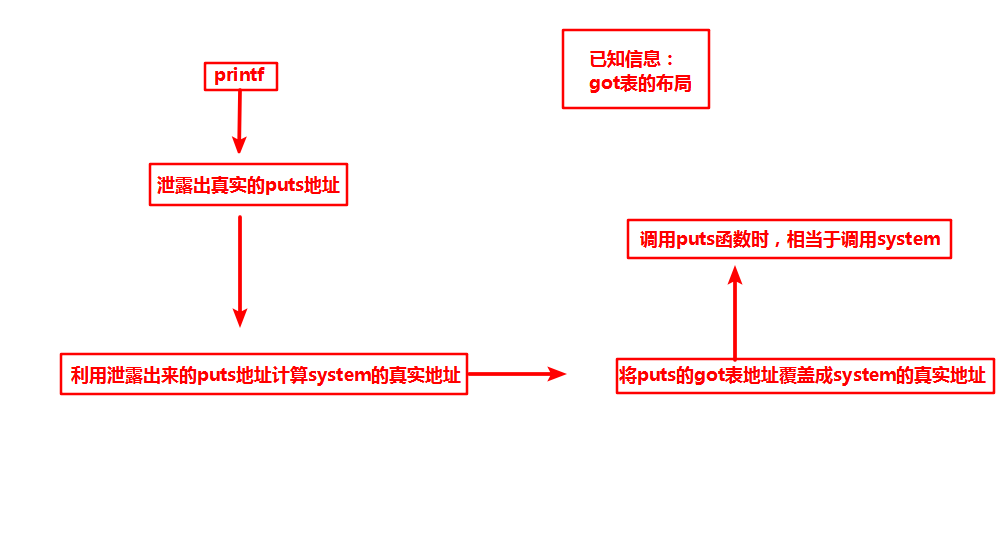 printf
已知信息：
got表的布局
泄露出真实的puts地址
调用puts函数时，相当于调用system
利用泄露出来的puts地址计算system的真实地址
将puts的got表地址覆盖成system的真实地址